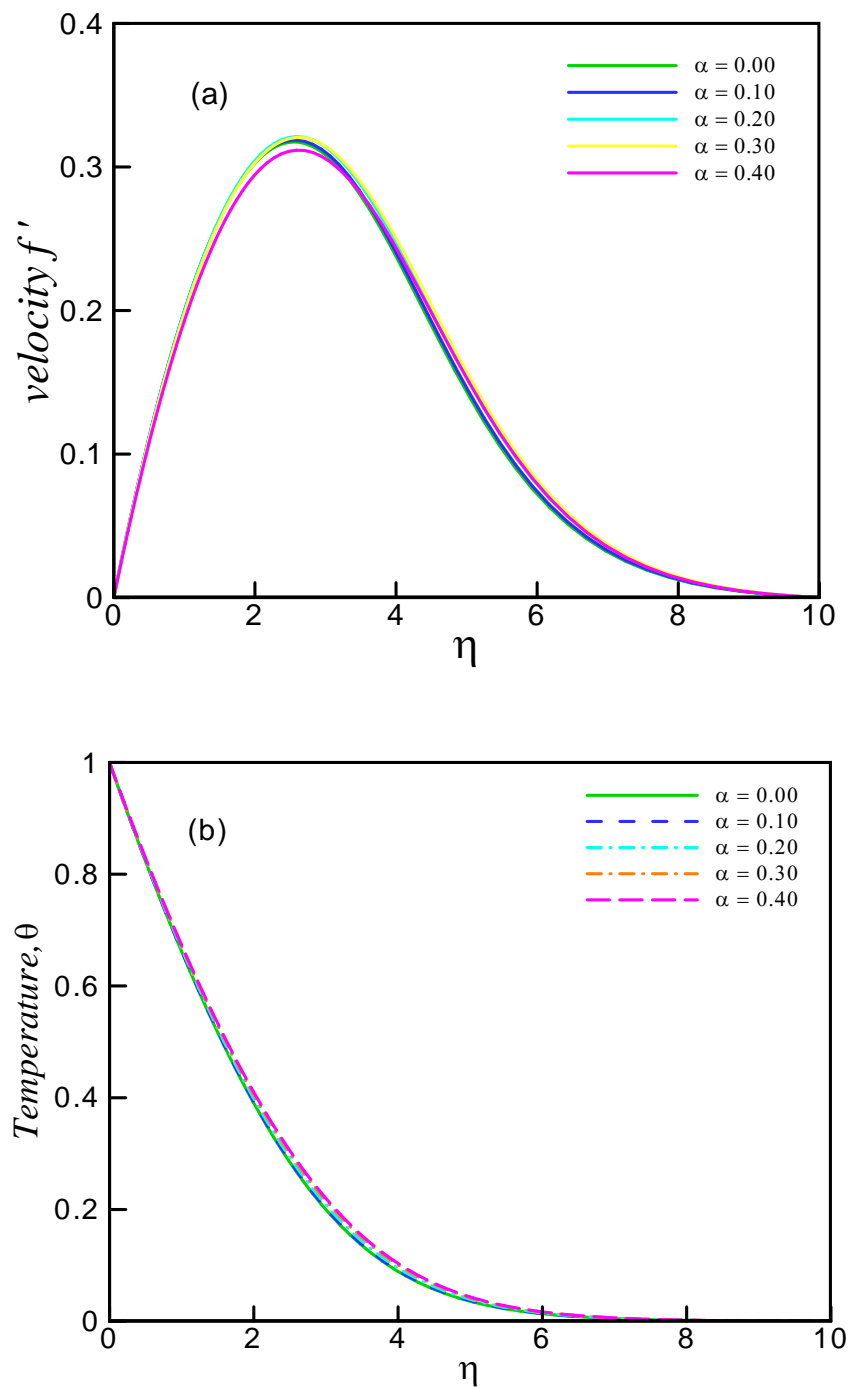 0.4
(a)
α = 0.00
α = 0.10
α = 0.20
α = 0.30
α = 0.40
0.3
0.2
0.1
0
velocity f '
0 2 4 6 8 10
η
1
(b)
α = 0.00
α = 0.10
α = 0.20
α = 0.30
α = 0.40
0.8
0.6
0.4
0.2
0
Temperature, θ
0 2 4 6 8 10
η